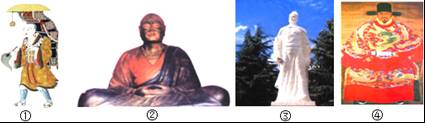 ① ② ③ ④